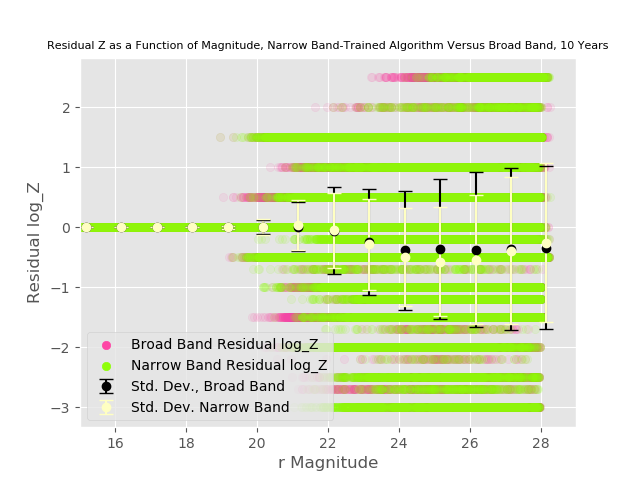 Residual Z as a Function of Magnitude, Narrow Band-Trained Algorithm Versus Broad Band, 10 Years
2
1
0
−1
−2
−3
Residual log_Z
Broad Band Residual log_Z
Narrow Band Residual log_Z
Std. Dev., Broad Band
Std. Dev. Narrow Band
16 18 20 22 24 26 28
r Magnitude